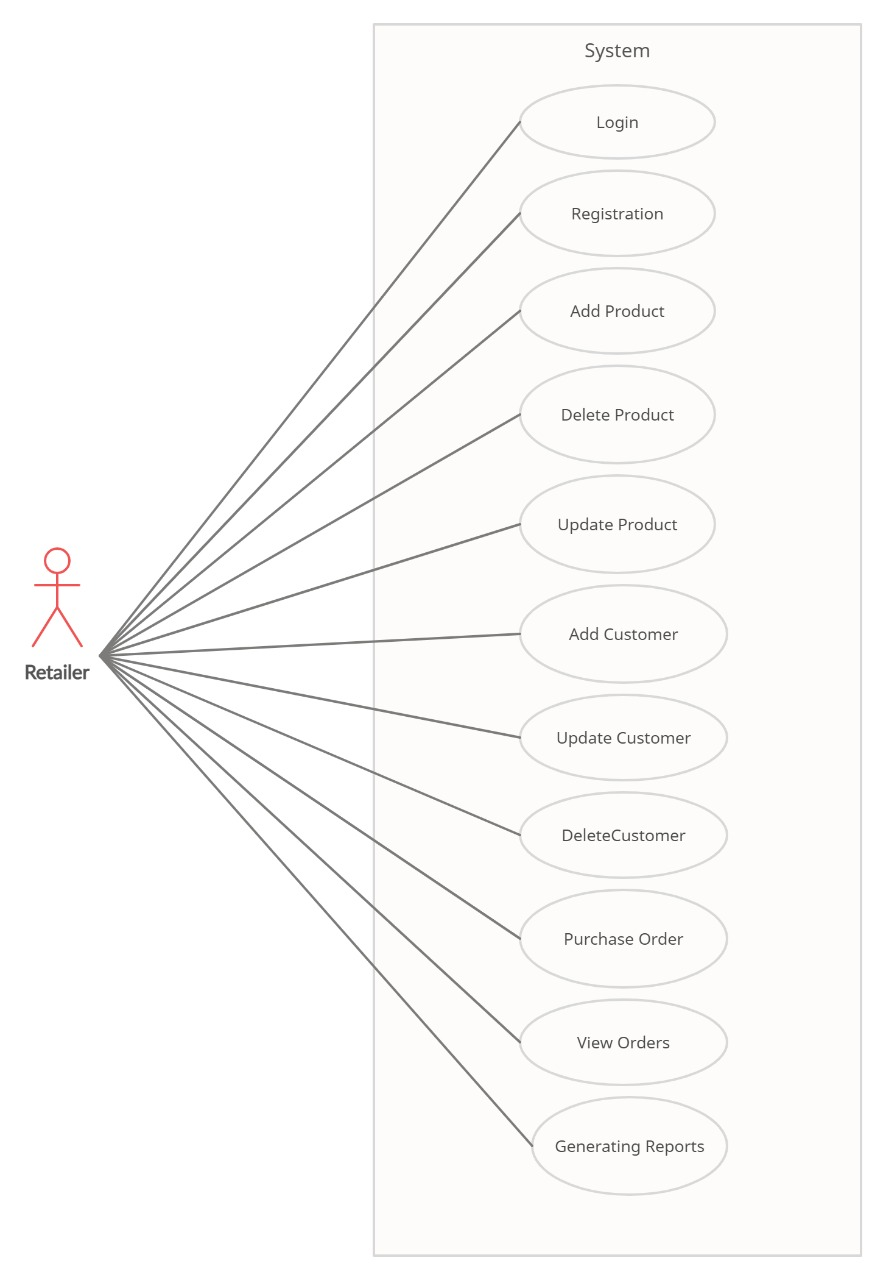 System
Login
Registration
Add Product
Delete Product
Update Product
Add Customer
Retailer
Update Customer
DeleteCustomer
Purchase Order
View Orders
Generating Reports